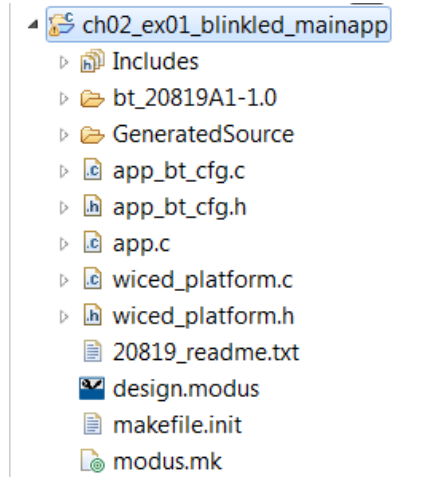 ch02_ex01_blinkled_mainapp
Includes
bt_20819A1-1.0
GeneratedSource
app_bt_cfg.c
app_bt_cfg.h
app.c
wiced_platform.c
wiced_platform.h
20819_readme.txt
design.modus
makefile.init
modus.mk